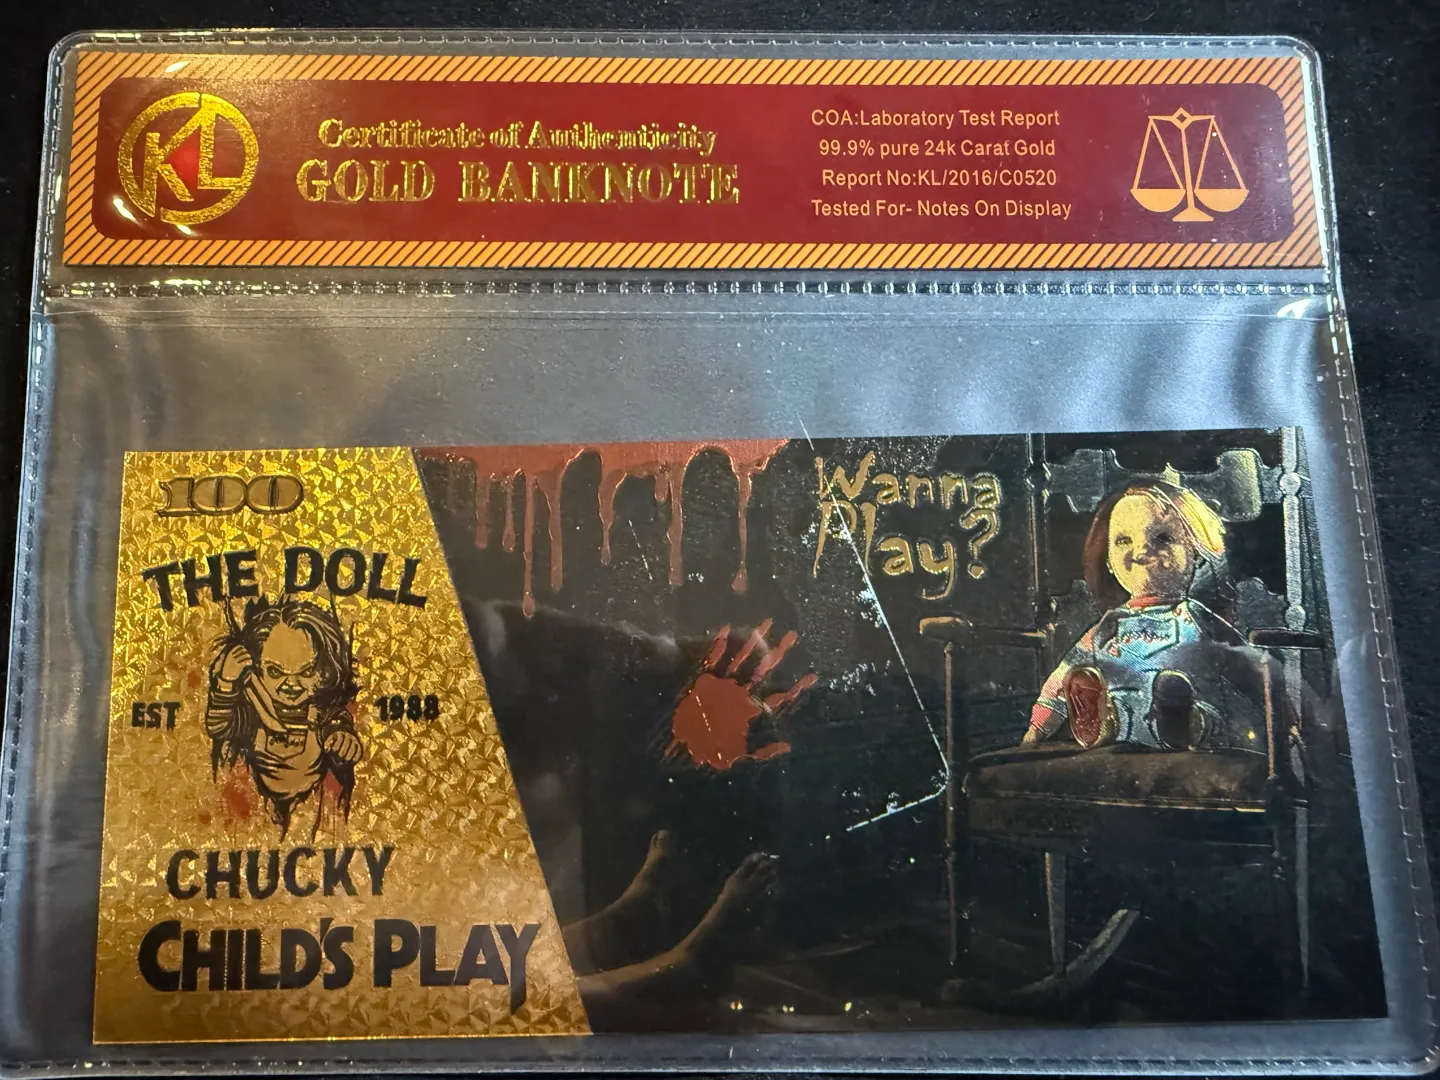 KL
Certificate of Authenticity
GOLD BANKNOTE
COA:Laboratory Test Report
99.9% pure 24k Carat Gold
Report No:KL/2016/C0520
Tested For- Notes On Display
100
THE DOLL
EST 1988
CHUCKY
CHILD'S PLAY
Wanna
Play?